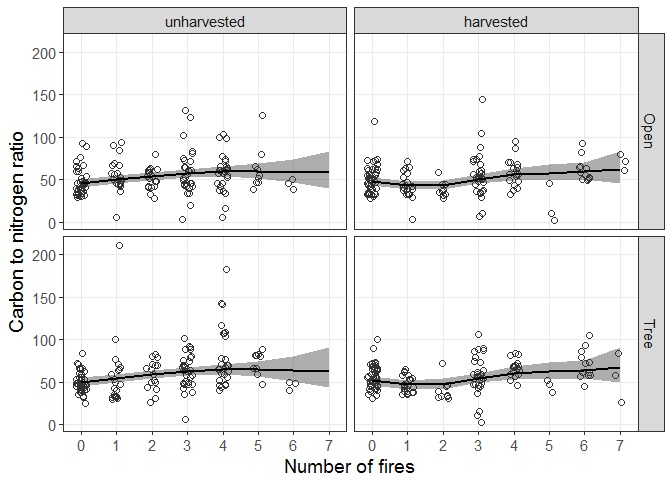 unharvested harvested
Carbon to nitrogen ratio
200
150
100
50
0
Open
200
150
100
50
0
Tree
0 1 2 3 4 5 6 7 0 1 2 3 4 5 6 7
Number of fires